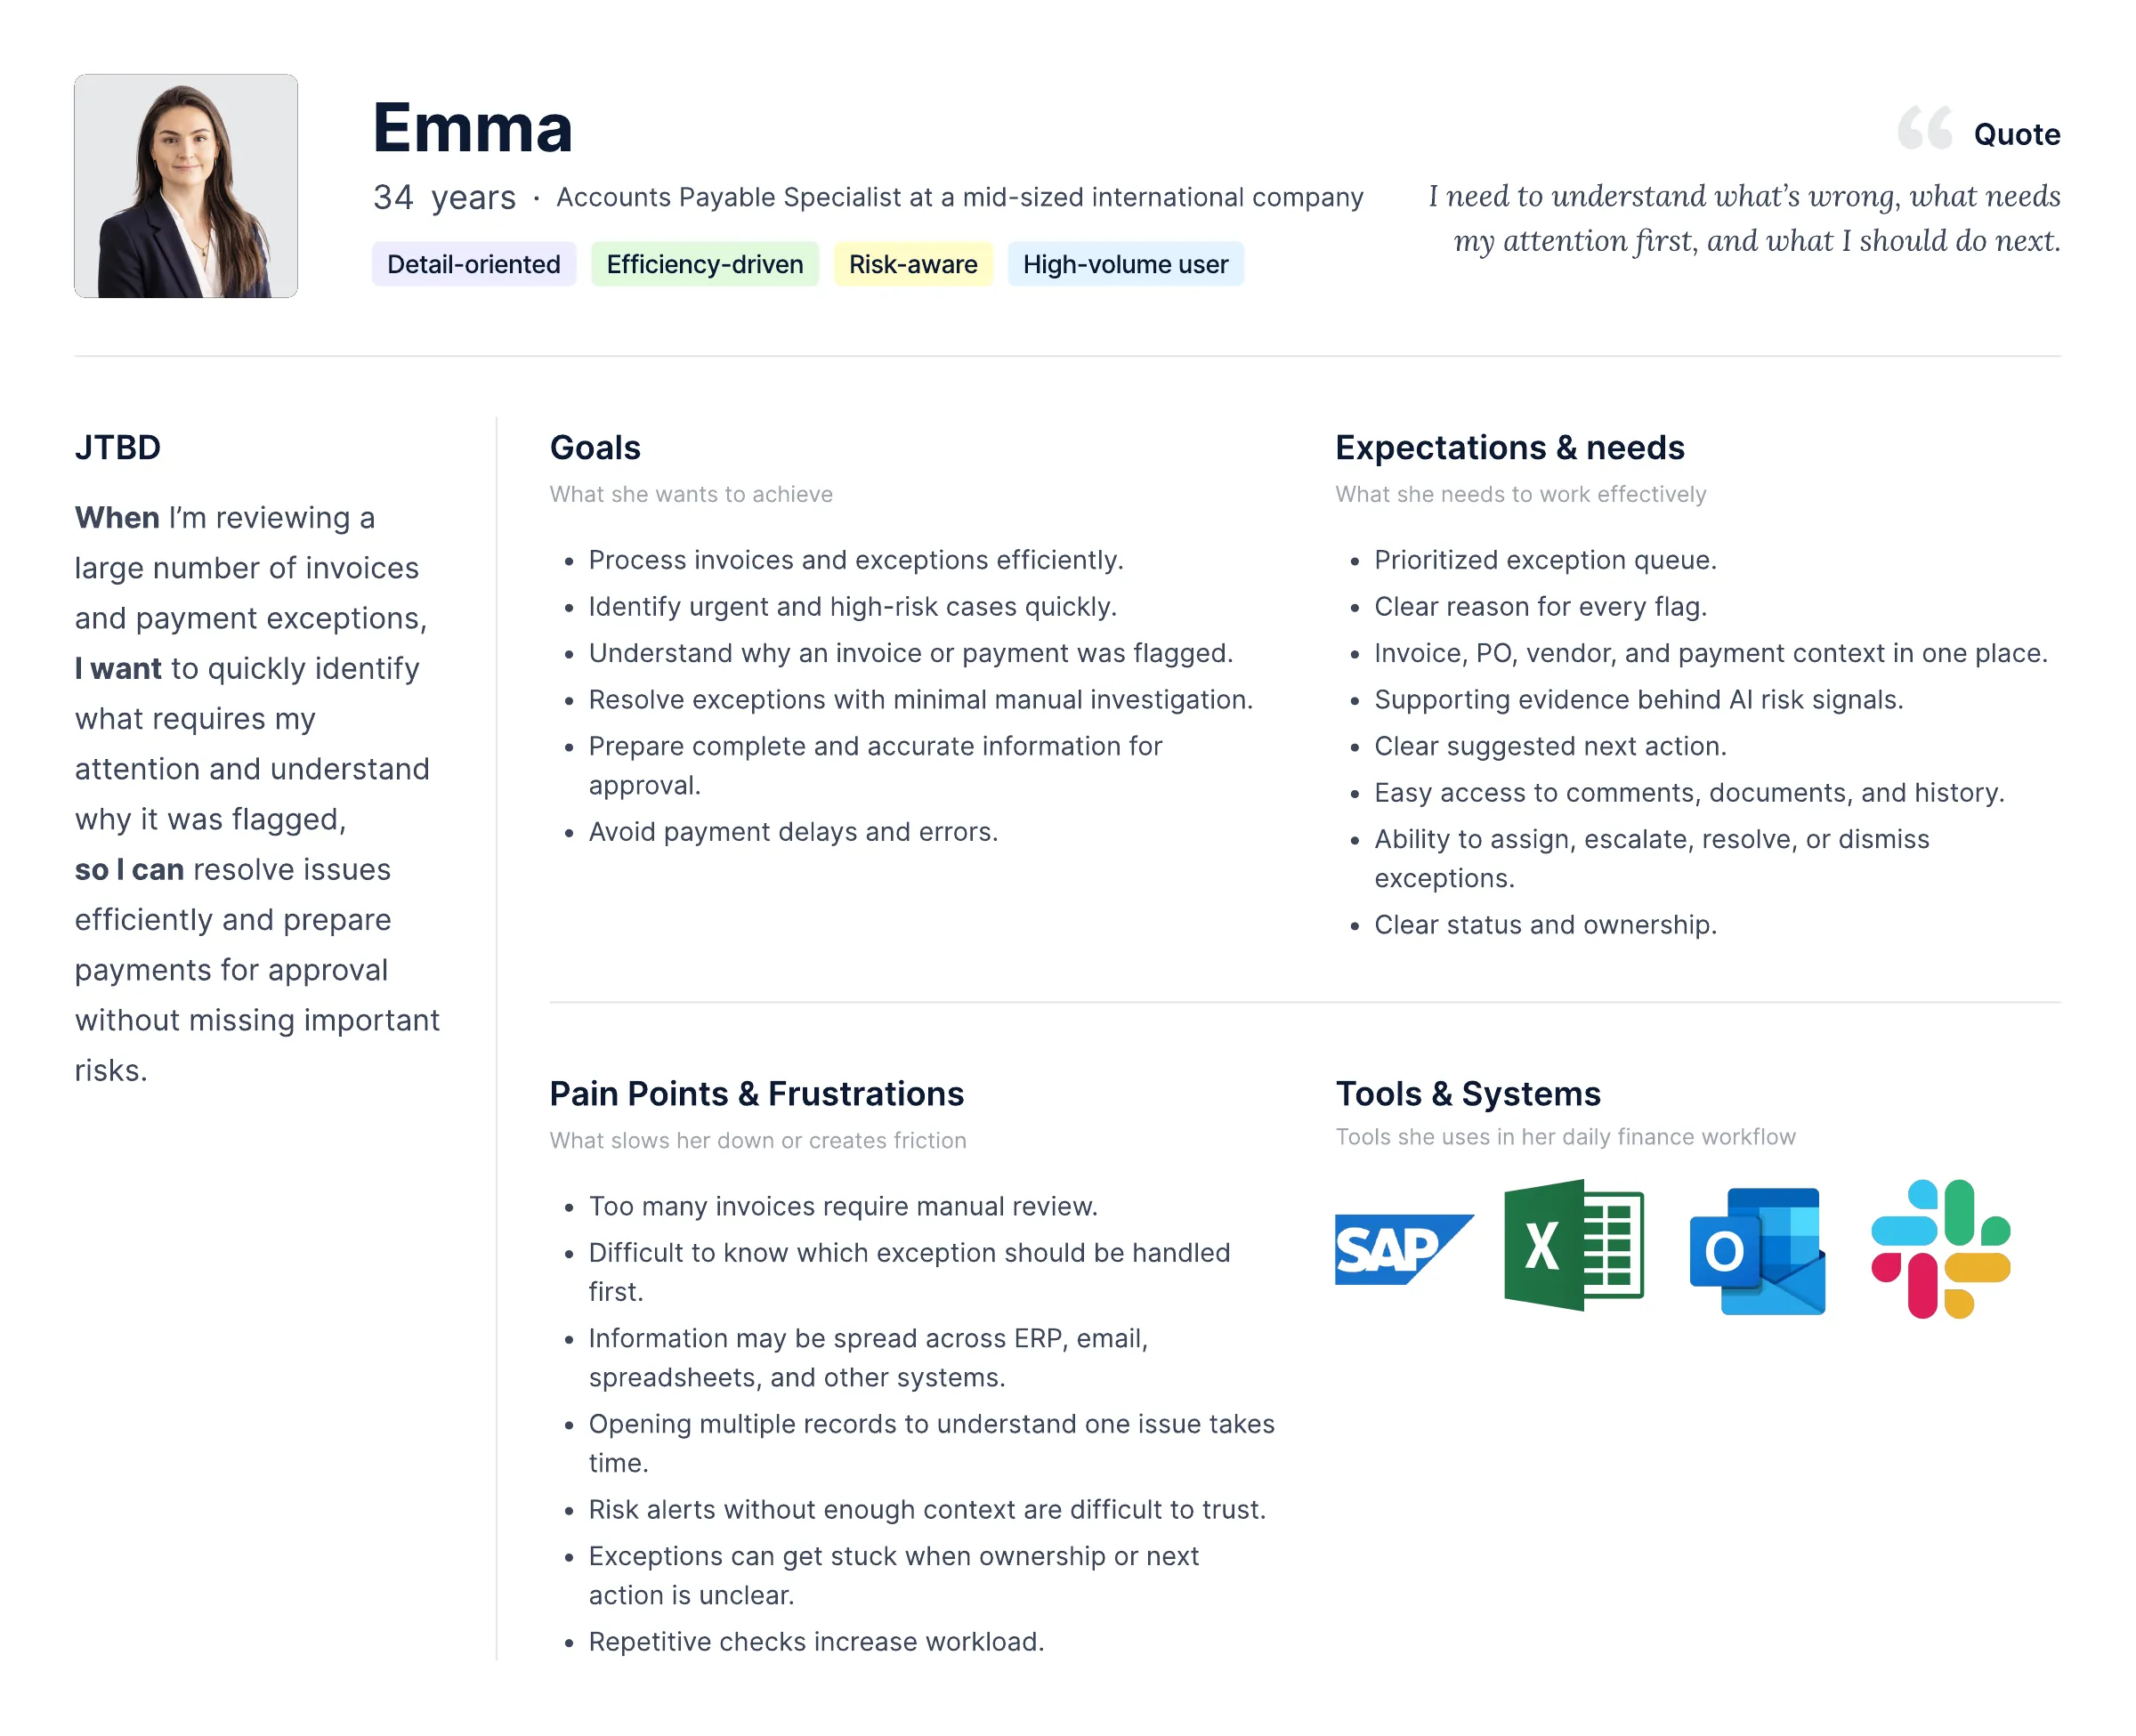 Emma
34 years · Accounts Payable Specialist at a mid-sized international company
Detail-oriented
Efficiency-driven
Risk-aware
High-volume user
“ Quote
I need to understand what’s wrong, what needs
my attention first, and what I should do next.
JTBD
When I’m reviewing a
large number of invoices
and payment exceptions,
I want to quickly identify
what requires my
attention and understand
why it was flagged,
so I can resolve issues
efficiently and prepare
payments for approval
without missing important
risks.
Goals
What she wants to achieve
• Process invoices and exceptions efficiently.
• Identify urgent and high-risk cases quickly.
• Understand why an invoice or payment was flagged.
• Resolve exceptions with minimal manual investigation.
• Prepare complete and accurate information for
approval.
• Avoid payment delays and errors.
Expectations & needs
What she needs to work effectively
• Prioritized exception queue.
• Clear reason for every flag.
• Invoice, PO, vendor, and payment context in one place.
• Supporting evidence behind AI risk signals.
• Clear suggested next action.
• Easy access to comments, documents, and history.
• Ability to assign, escalate, resolve, or dismiss
exceptions.
• Clear status and ownership.
Pain Points & Frustrations
What slows her down or creates friction
• Too many invoices require manual review.
• Difficult to know which exception should be handled
first.
• Information may be spread across ERP, email,
spreadsheets, and other systems.
• Opening multiple records to understand one issue takes
time.
• Risk alerts without enough context are difficult to trust.
• Exceptions can get stuck when ownership or next
action is unclear.
• Repetitive checks increase workload.
Tools & Systems
Tools she uses in her daily finance workflow
SAP
X
O